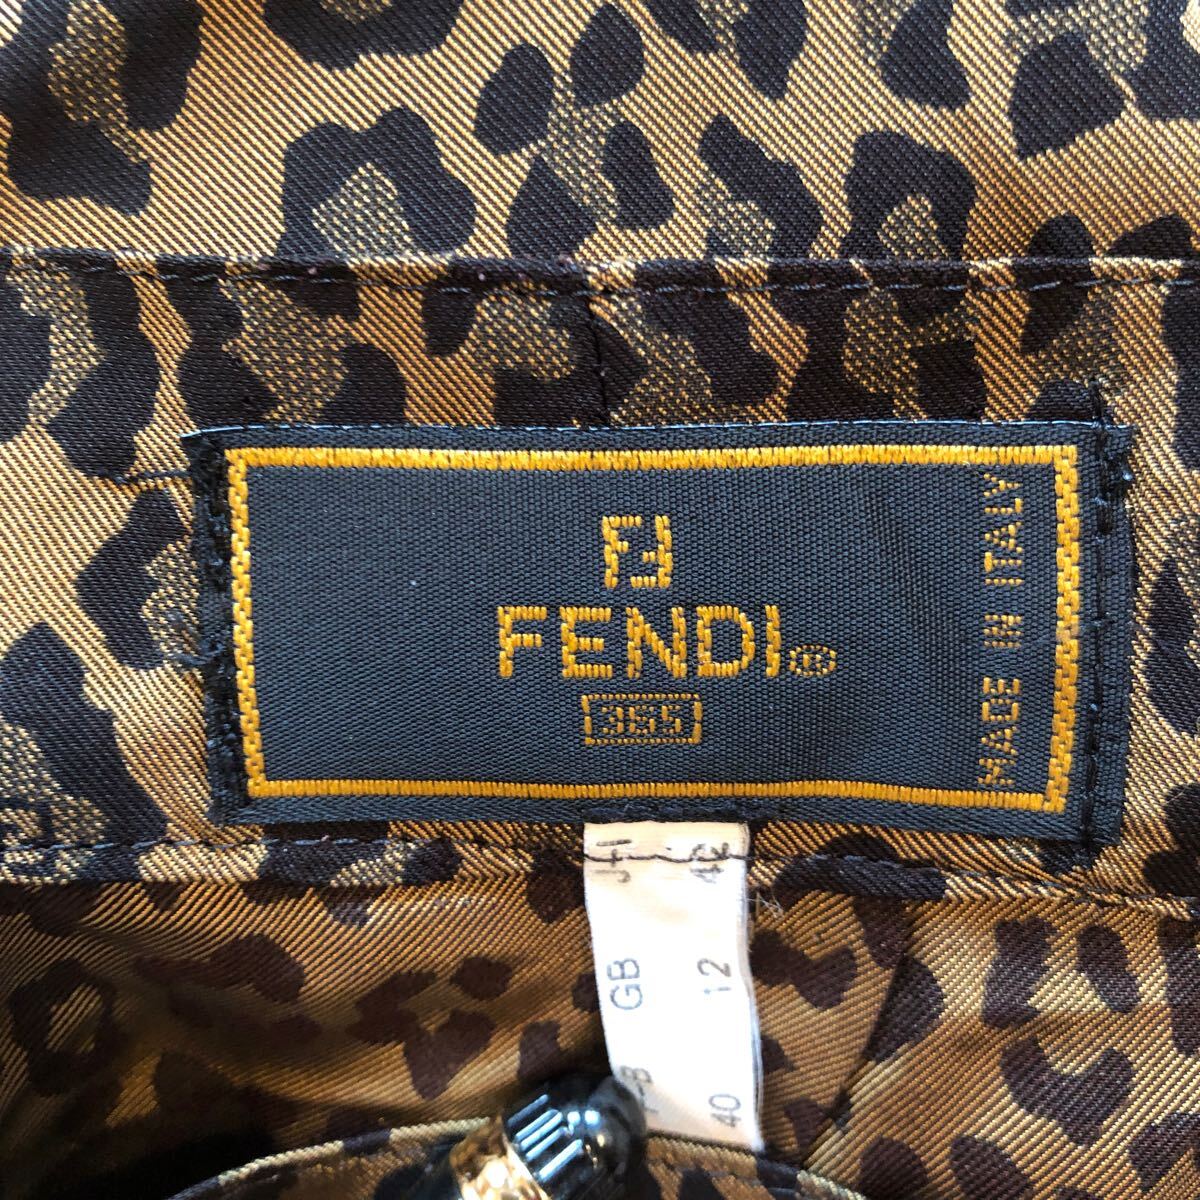 FF
FENDI®
365
MADE IN ITALY
GB 12
40